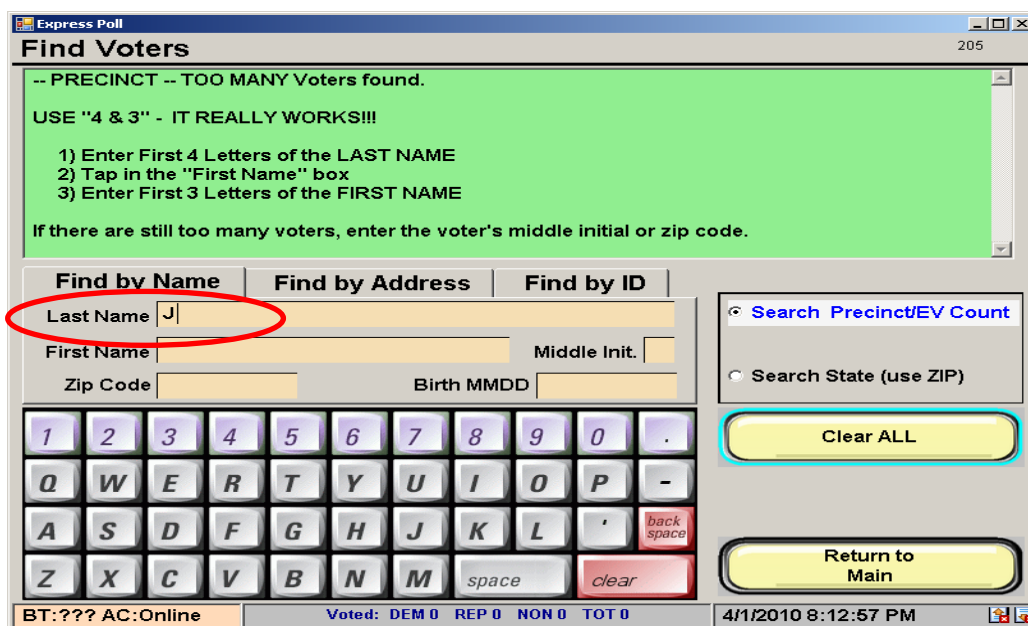 Express Poll
Find Voters
205
-- PRECINCT -- TOO MANY Voters found.
USE "4 & 3" - IT REALLY WORKS!!!
1) Enter First 4 Letters of the LAST NAME
2) Tap in the "First Name" box
3) Enter First 3 Letters of the FIRST NAME
If there are still too many voters, enter the voter's middle initial or zip code.
Find by Name Find by Address Find by ID
Last Name J
First Name Middle Init.
Zip Code Birth MMDD
Search Precinct/EV Count
Search State (use ZIP)
1 2 3 4 5 6 7 8 9 0 .
Q W E R T Y U I O P -
A S D F G H J K L ' back space
Z X C V B N M space clear
Clear ALL
Return to
Main
BT:??? AC:Online Voted: DEM 0 REP 0 NON 0 TOT 0 4/1/2010 8:12:57 PM